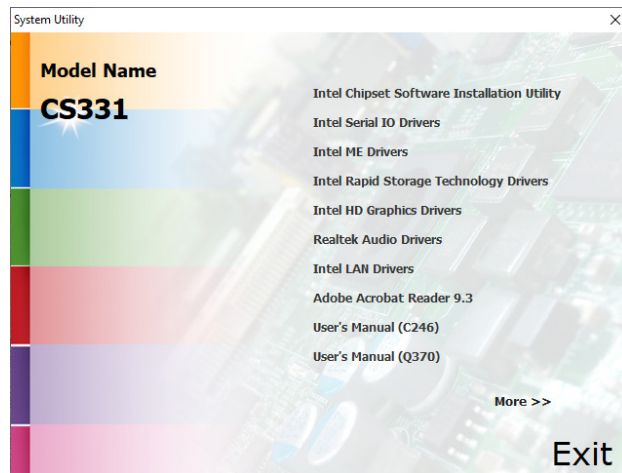 System Utility
Model Name
CS331
Intel Chipset Software Installation Utility
Intel Serial IO Drivers
Intel ME Drivers
Intel Rapid Storage Technology Drivers
Intel HD Graphics Drivers
Realtek Audio Drivers
Intel LAN Drivers
Adobe Acrobat Reader 9.3
User's Manual (C246)
User's Manual (Q370)
More >>
Exit